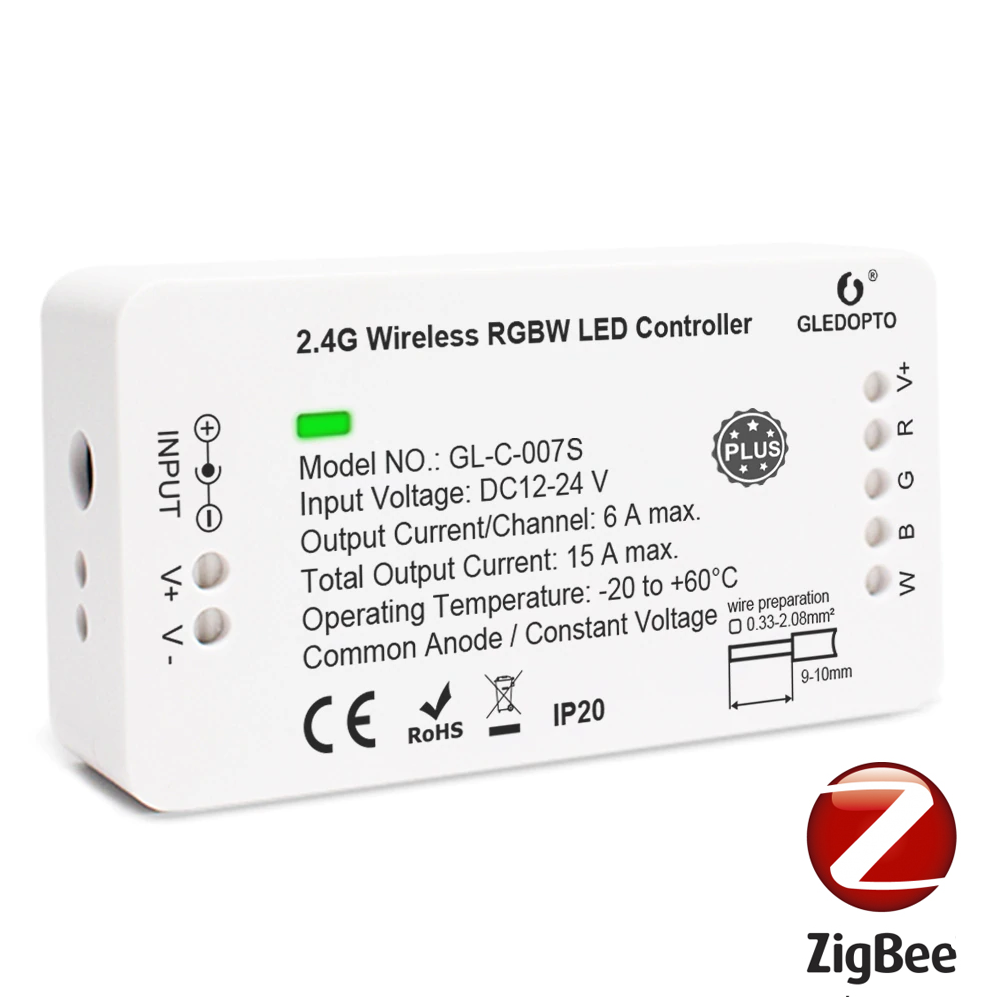 2.4G Wireless RGBW LED Controller
®
GLEDOPTO
INPUT
+
-
V+
V -
Model NO.: GL-C-007S
Input Voltage: DC12-24 V
Output Current/Channel: 6 A max.
Total Output Current: 15 A max.
Operating Temperature: -20 to +60°C
Common Anode / Constant Voltage
PLUS
V+
R
G
B
W
wire preparation
0.33-2.08mm²
9-10mm
CE
RoHS
IP20
Z
ZigBee